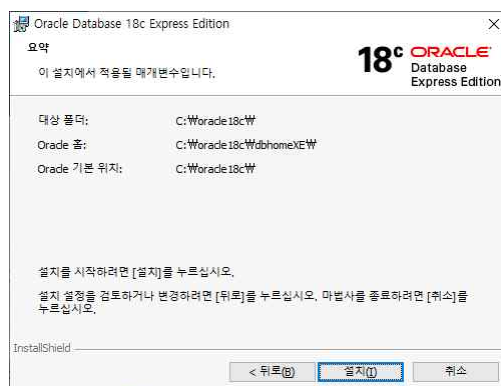 Oracle Database 18c Express Edition
요약
이 설치에서 적용될 매개변수입니다.
18c ORACLE
Database
Express Edition
대상 폴더: C:₩oracle18c₩
Oracle 홈: C:₩oracle18c₩dbhomeXE₩
Oracle 기본 위치: C:₩oracle18c₩
설치를 시작하려면 [설치]를 누르십시오.
설치 설정을 검토하거나 변경하려면 [뒤로]를 누르십시오. 마법사를 종료하려면 [취소]를
누르십시오.
InstallShield
< 뒤로(B) 설치(I) 취소